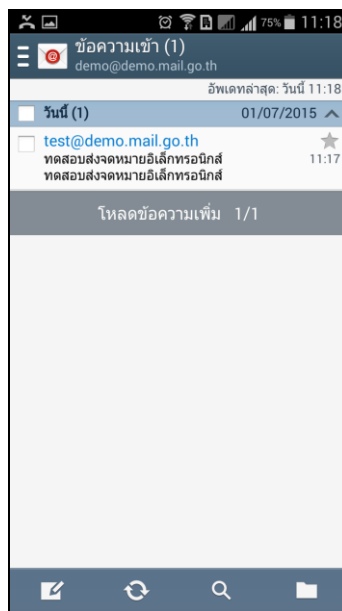 75% 11:18
ข้อความเข้า (1)
demo@demo.mail.go.th
อัพเดทล่าสุด: วันนี้ 11:18
วันนี้ (1) 01/07/2015
test@demo.mail.go.th
ทดสอบส่งจดหมายอิเล็กทรอนิกส์ 11:17
ทดสอบส่งจดหมายอิเล็กทรอนิกส์
โหลดข้อความเพิ่ม 1/1